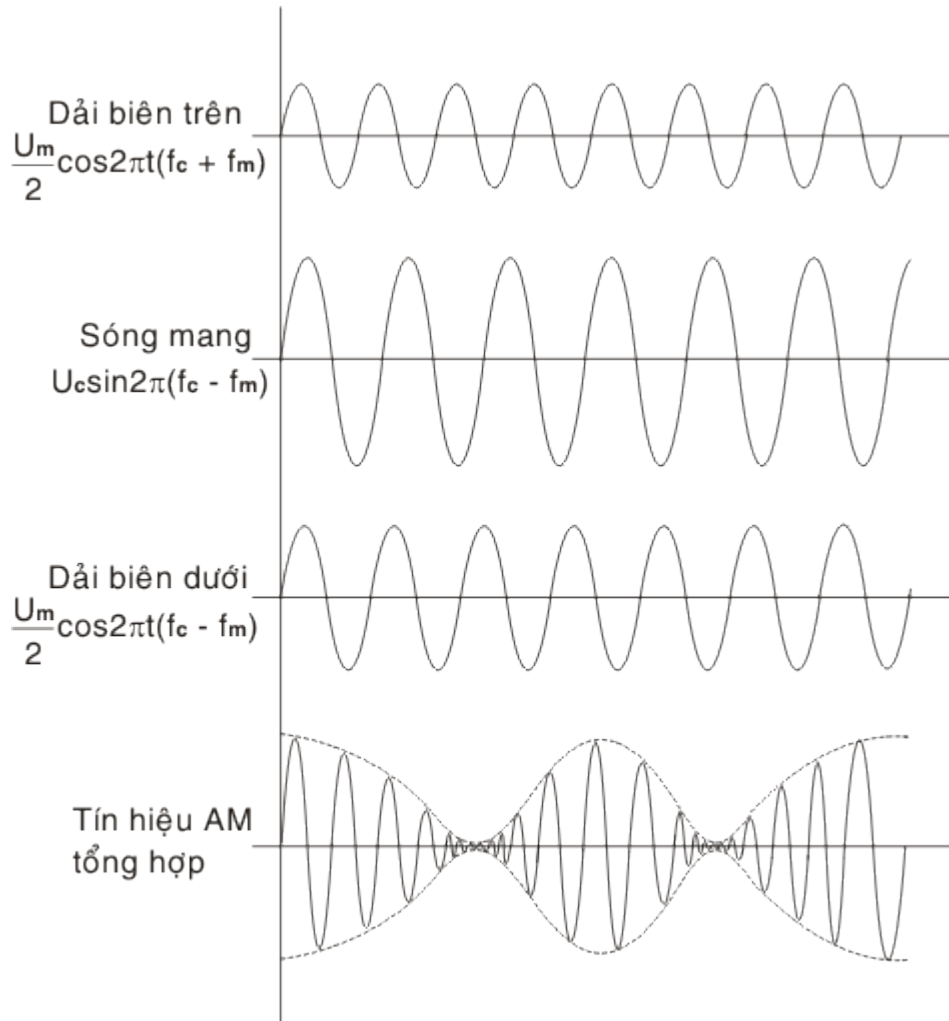 Dải biên trên
Um/2 cos2πt(fc + fm)
Sóng mang
Ucsin2π(fc - fm)
Dải biên dưới
Um/2 cos2πt(fc - fm)
Tín hiệu AM
tổng hợp